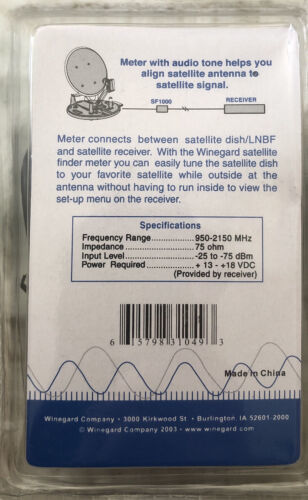 Meter with audio tone helps you
align satellite antenna to
satellite signal.
SF1000
RECEIVER
Meter connects between satellite dish/LNBF
and satellite receiver. With the Winegard satellite
finder meter you can easily tune the satellite dish
to your favorite satellite while outside at the
antenna without having to run inside to view the
set-up menu on the receiver.
Specifications
Frequency Range..............950-2150 MHz
Impedance ........................75 ohm
Input Level........................-25 to -75 dBm
Power Required ...............+ 13 - +18 VDC
(Provided by receiver)
6 15798 31049 3
Made in China
Winegard Company • 3000 Kirkwood St • Burlington, IA 52601-2000
© Winegard Company 2003 • www.winegard.com